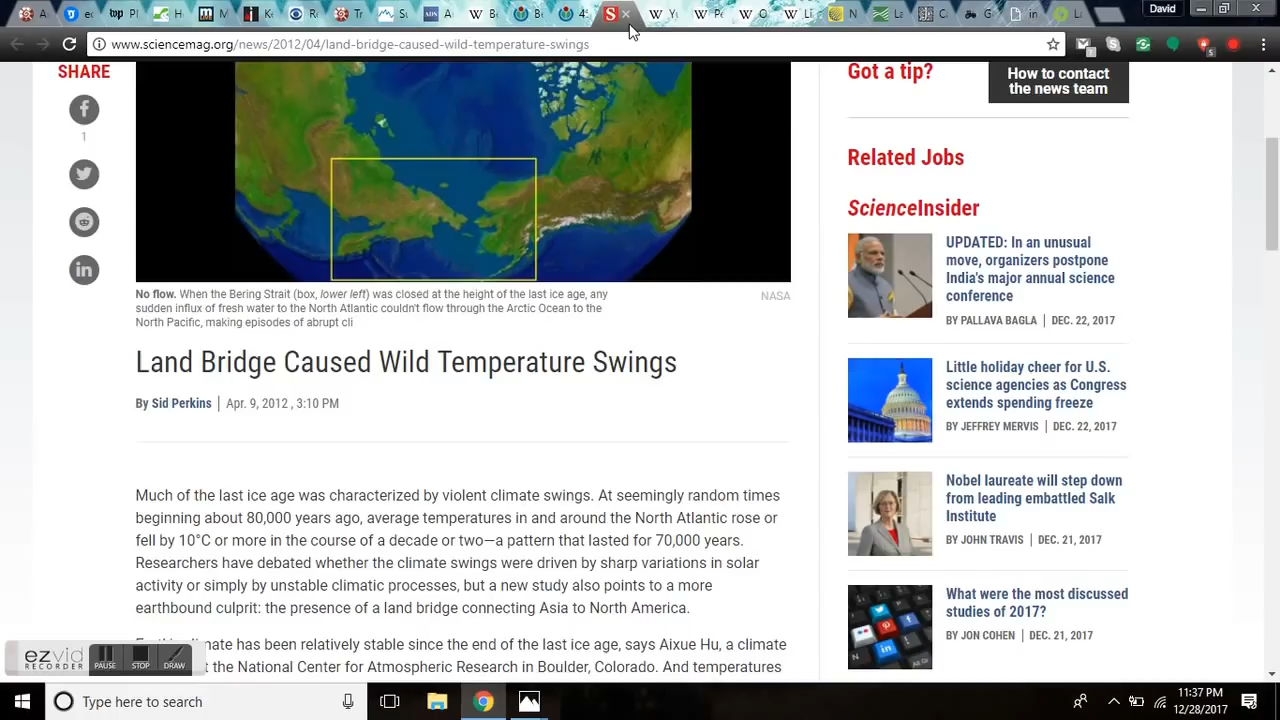 David
www.sciencemag.org/news/2012/04/land-bridge-caused-wild-temperature-swings
SHARE
1
No flow. When the Bering Strait (box, lower left) was closed at the height of the last ice age, any
sudden influx of fresh water to the North Atlantic couldn't flow through the Arctic Ocean to the
North Pacific, making episodes of abrupt cli
NASA
Land Bridge Caused Wild Temperature Swings
By Sid Perkins | Apr. 9, 2012 , 3:10 PM
Much of the last ice age was characterized by violent climate swings. At seemingly random times
beginning about 80,000 years ago, average temperatures in and around the North Atlantic rose or
fell by 10°C or more in the course of a decade or two—a pattern that lasted for 70,000 years.
Researchers have debated whether the climate swings were driven by sharp variations in solar
activity or simply by unstable climatic processes, but a new study also points to a more
earthbound culprit: the presence of a land bridge connecting Asia to North America.
climate has been relatively stable since the end of the last ice age, says Aixue Hu, a climate
the National Center for Atmospheric Research in Boulder, Colorado. And temperatures
Got a tip?
How to contact
the news team
Related Jobs
ScienceInsider
UPDATED: In an unusual
move, organizers postpone
India's major annual science
conference
BY PALLAVA BAGLA | DEC. 22, 2017
Little holiday cheer for U.S.
science agencies as Congress
extends spending freeze
BY JEFFREY MERVIS | DEC. 22, 2017
Nobel laureate will step down
from leading embattled Salk
Institute
BY JOHN TRAVIS | DEC. 21, 2017
What were the most discussed
studies of 2017?
BY JON COHEN | DEC. 21, 2017
ezvid
RECORDER
PAUSE
STOP
DRAW
Type here to search
11:37 PM
12/28/2017